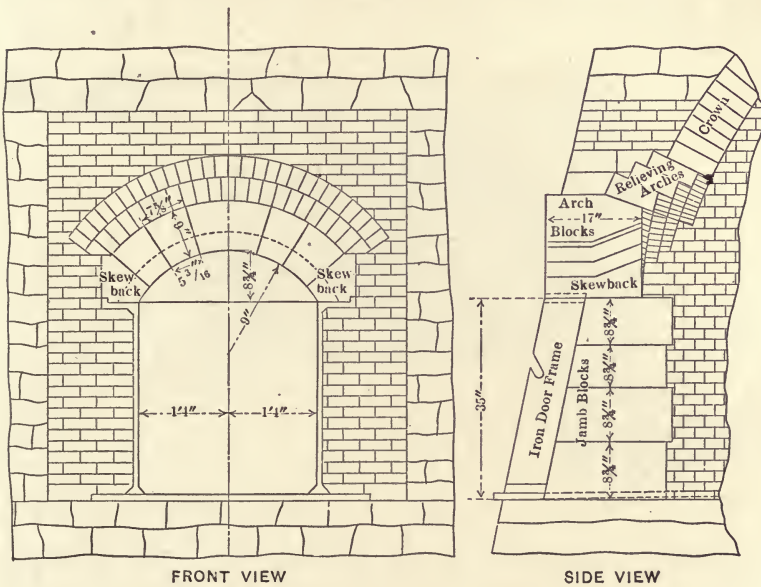 9"
5 3/16"
8¾"
9"
Skew
back
Skew
back
1'4"
1'4"
FRONT VIEW
Crown
Relieving
Arches
Arch
17"
Blocks
Skewback
35"
Iron Door Frame
Jamb Blocks
8¾"
8¾"
8¾"
8¾"
SIDE VIEW